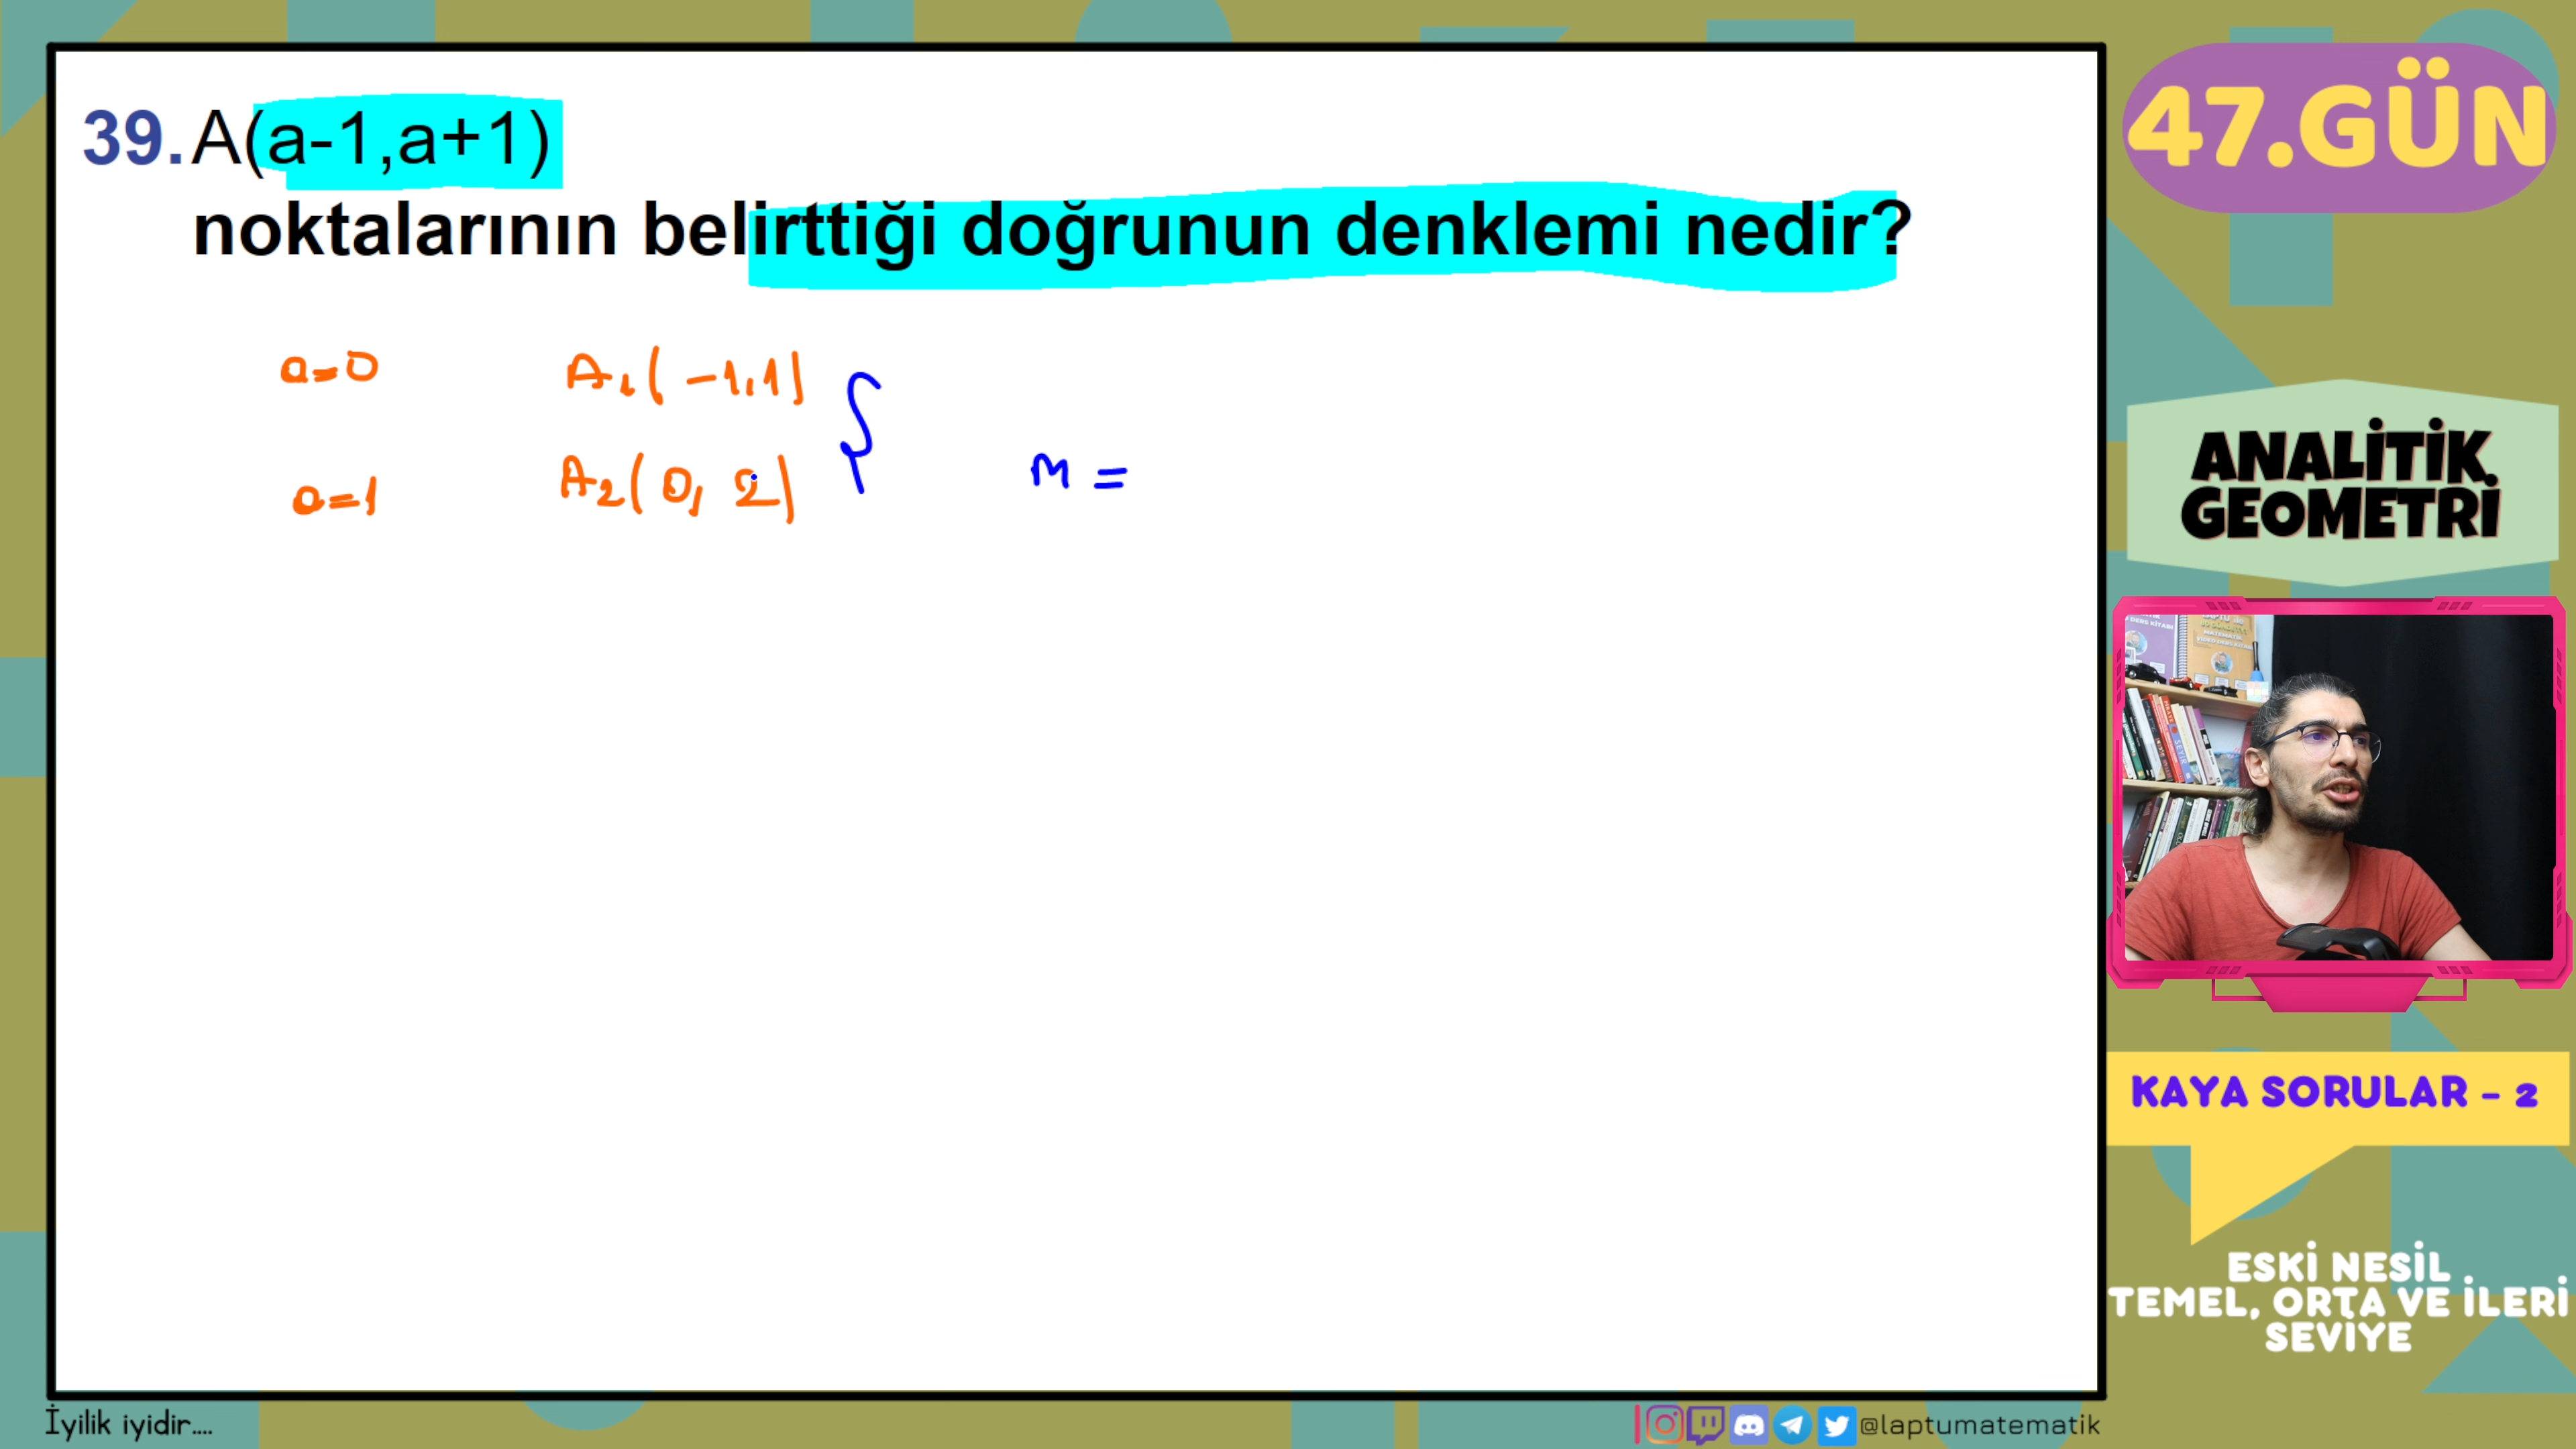 39. A(a-1,a+1)
noktalarının belirttiği doğrunun denklemi nedir?
a=0 A₁(-1,1)
a=1 A₂(0, 2)
m =
47.GÜN
ANALİTİK
GEOMETRİ
KAYA SORULAR - 2
ESKİ NESİL
TEMEL, ORTA VE İLERİ
SEVİYE
İyilik iyidir....
@laptumatematik